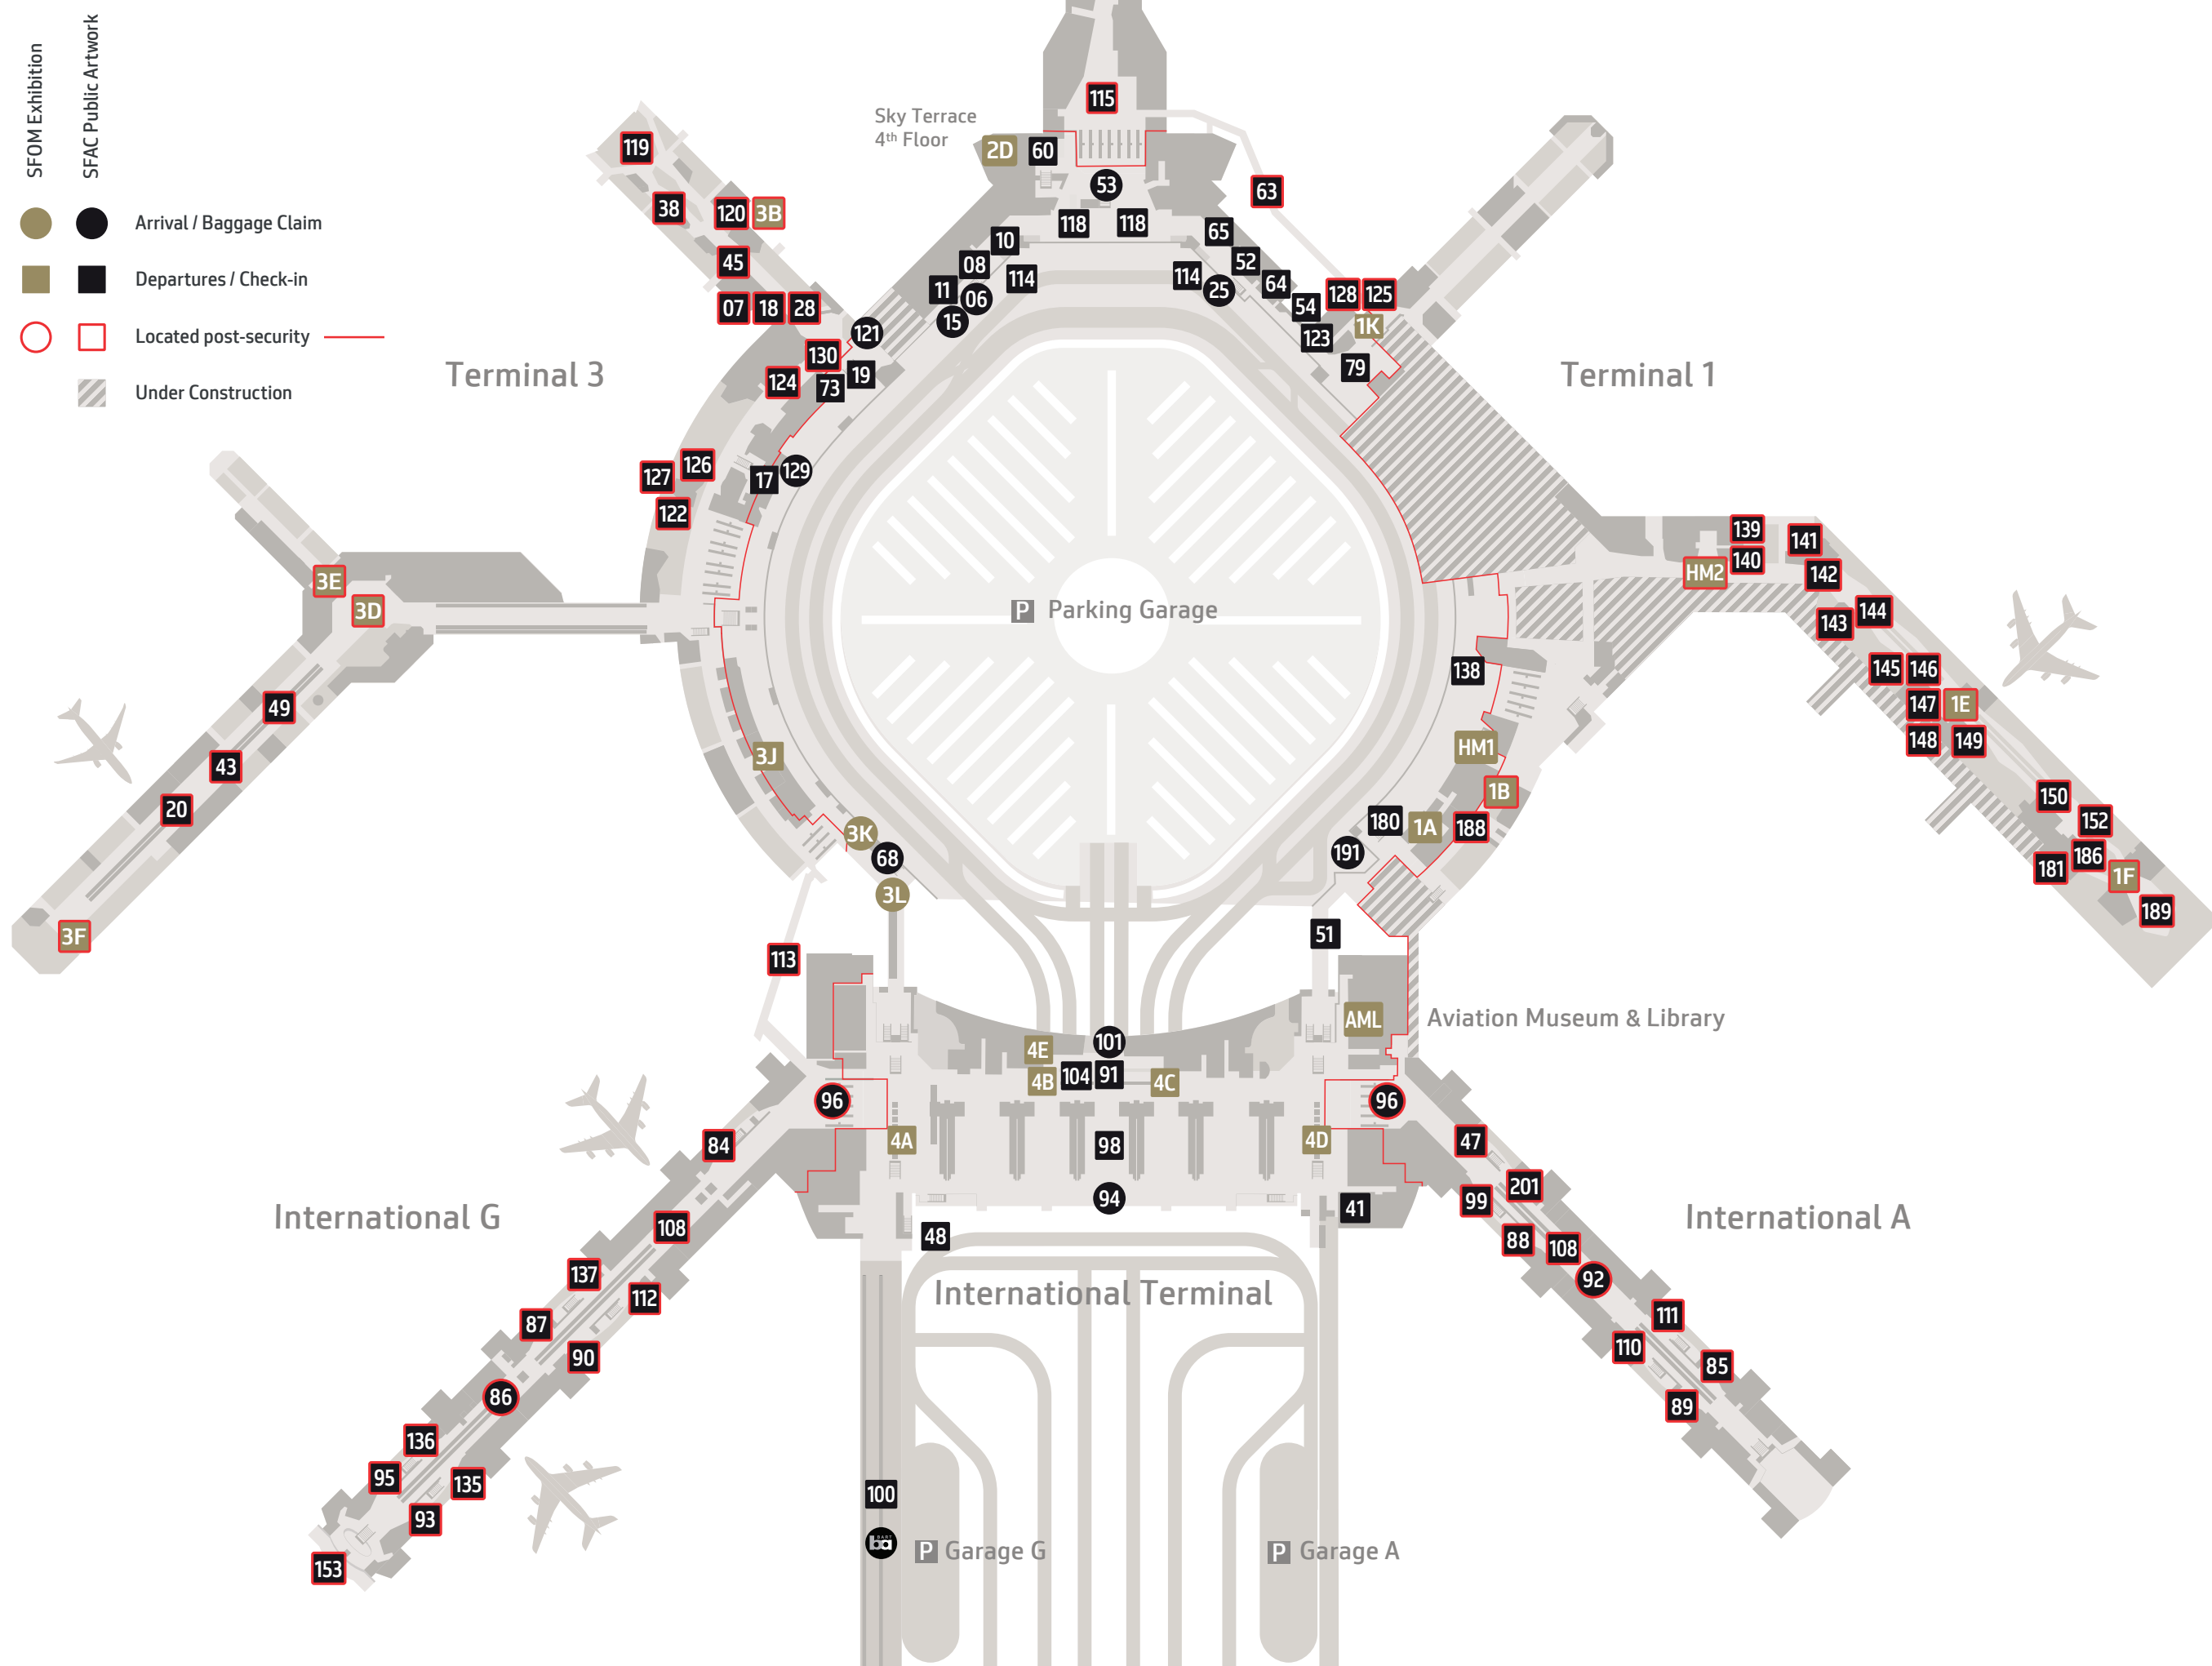 SFOM Exhibition
SFAC Public Artwork
Arrival / Baggage Claim
Departures / Check-in
Located post-security
Under Construction
Sky Terrace
4th Floor
115
2D
60
53
63
118
118
10
08
11
06
15
114
114
25
65
52
64
54
123
79
128
125
1K
119
38
120
3B
45
07
18
28
121
130
124
73
19
Terminal 3
Terminal 1
127
126
122
17
129
3E
3D
49
43
20
3F
P Parking Garage
3J
3K
68
3L
113
139
140
HM2
141
142
143
144
145
146
147
1E
148
149
150
152
186
181
1F
189
138
HM1
1B
180
1A
188
191
51
AML
Aviation Museum & Library
101
4E
4B
104
91
4C
96
96
4A
98
4D
94
48
41
International Terminal
International G
International A
84
108
137
112
87
90
86
136
95
135
93
153
47
201
99
88
108
92
111
110
85
89
100
BART
ba
P Garage G
P Garage A